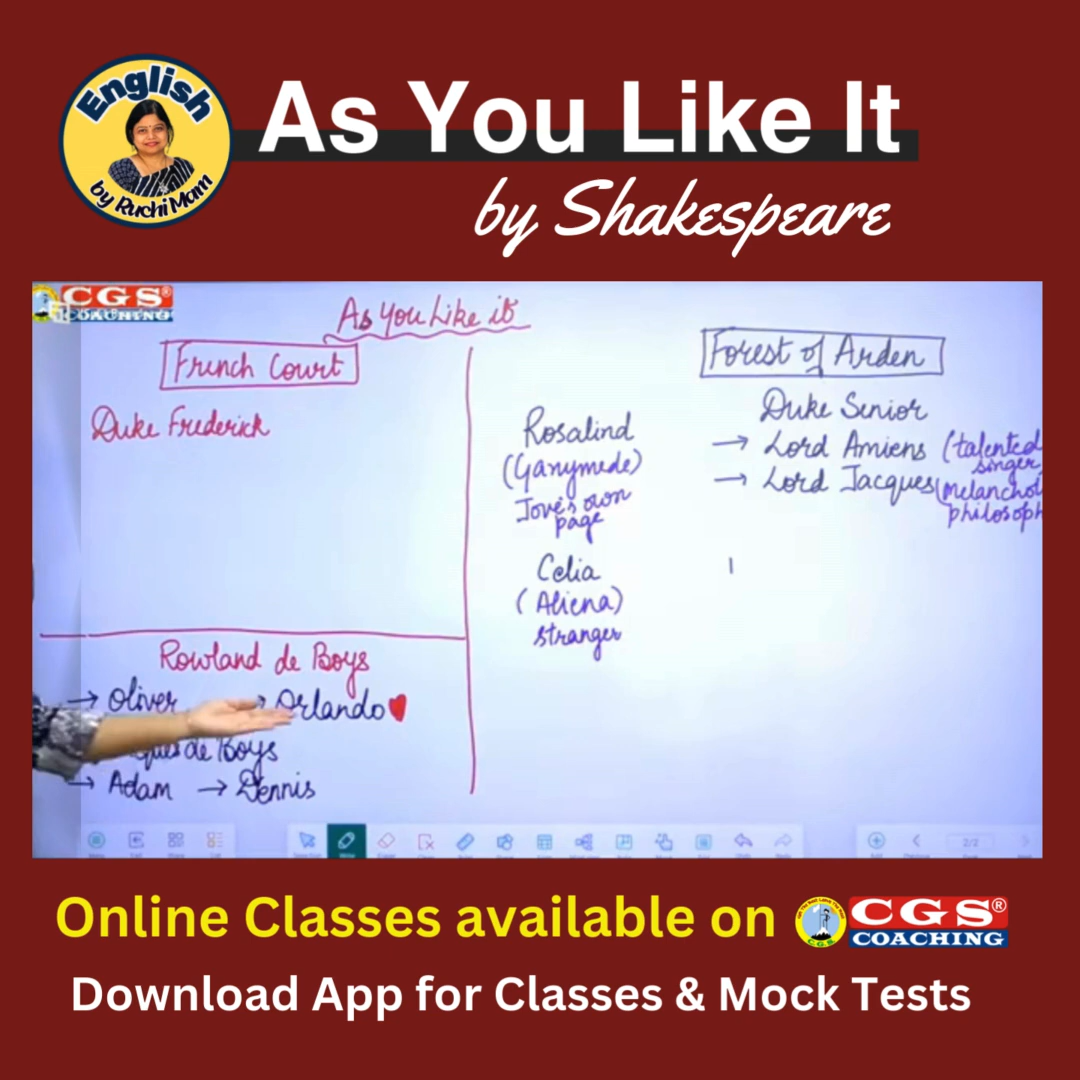 English
by Ruchi Mam
As You Like It
by Shakespeare
CGS
COACHING
As You Like it
French Court
Duke Frederick
Rowland de Boys
→ Oliver
→ Orlando
de Boys
→ Adam → Dennis
Rosalind
(Ganymede)
Jove's own
page
Celia
(Aliena)
stranger
Forest of Arden
Duke Senior
→ Lord Amiens (talented
singer
→ Lord Jacques (Melanchol
philosoph
2/2
Online Classes available on
CGS®
COACHING
Download App for Classes & Mock Tests